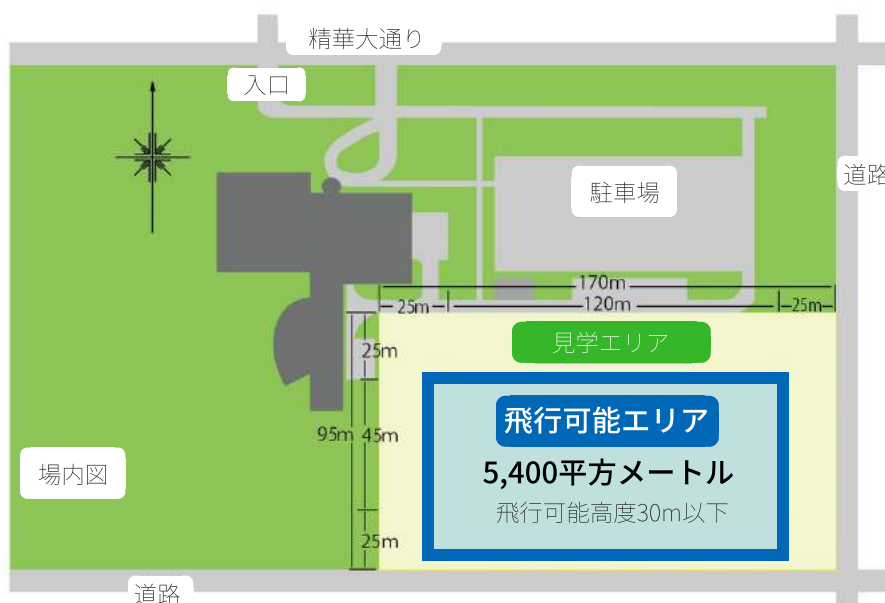 精華大通り
入口
道路
駐車場
170m
25m
120m
25m
見学エリア
25m
飛行可能エリア
95m
45m
5,400平方メートル
場内図
飛行可能高度30m以下
25m
道路